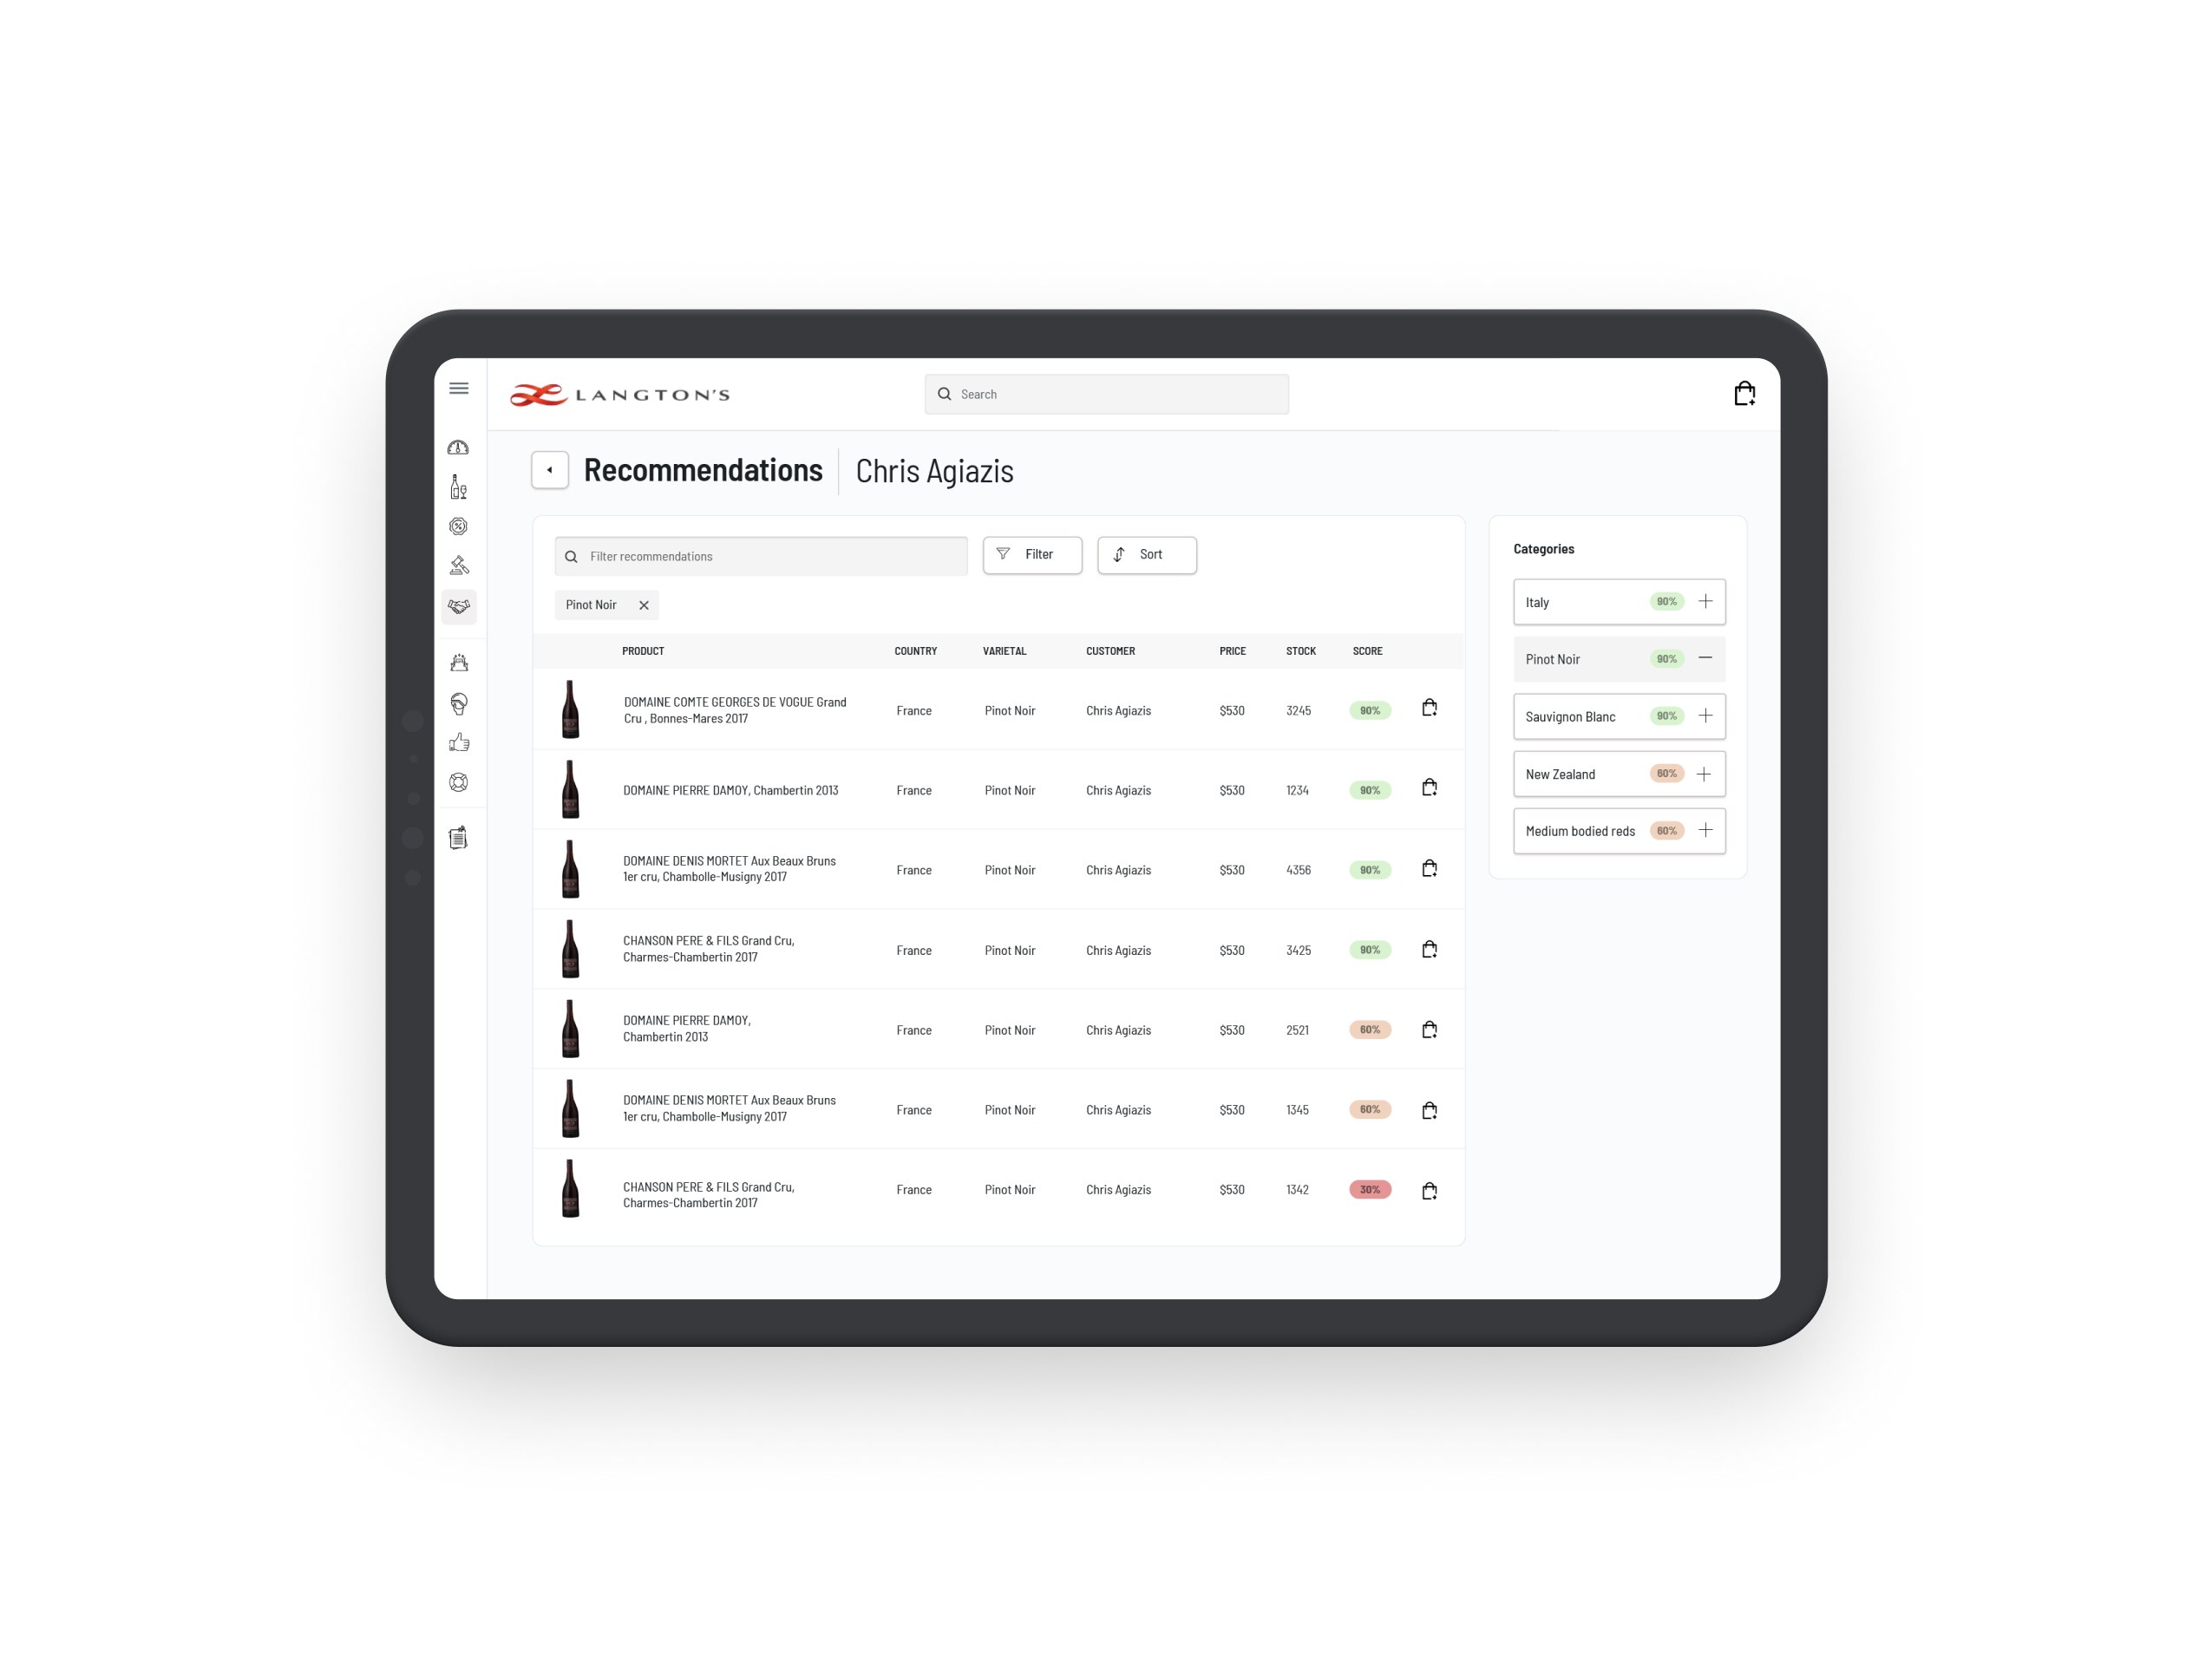 LANGTON'S
Search
Recommendations
Chris Agiazis
Filter recommendations
Filter
Sort
Pinot Noir
PRODUCT COUNTRY VARIETAL CUSTOMER PRICE STOCK SCORE
DOMAINE COMTE GEORGES DE VOGUE Grand
Cru , Bonnes-Mares 2017
France Pinot Noir Chris Agiazis $530 3245 90%
DOMAINE PIERRE DAMOY, Chambertin 2013
France Pinot Noir Chris Agiazis $530 1234 90%
DOMAINE DENIS MORTET Aux Beaux Bruns
1er cru, Chambolle-Musigny 2017
France Pinot Noir Chris Agiazis $530 4356 90%
CHANSON PERE & FILS Grand Cru,
Charmes-Chambertin 2017
France Pinot Noir Chris Agiazis $530 3425 90%
DOMAINE PIERRE DAMOY,
Chambertin 2013
France Pinot Noir Chris Agiazis $530 2521 60%
DOMAINE DENIS MORTET Aux Beaux Bruns
1er cru, Chambolle-Musigny 2017
France Pinot Noir Chris Agiazis $530 1345 60%
CHANSON PERE & FILS Grand Cru,
Charmes-Chambertin 2017
France Pinot Noir Chris Agiazis $530 1342 30%
Categories
Italy 90%
Pinot Noir 90%
Sauvignon Blanc 90%
New Zealand 60%
Medium bodied reds 60%